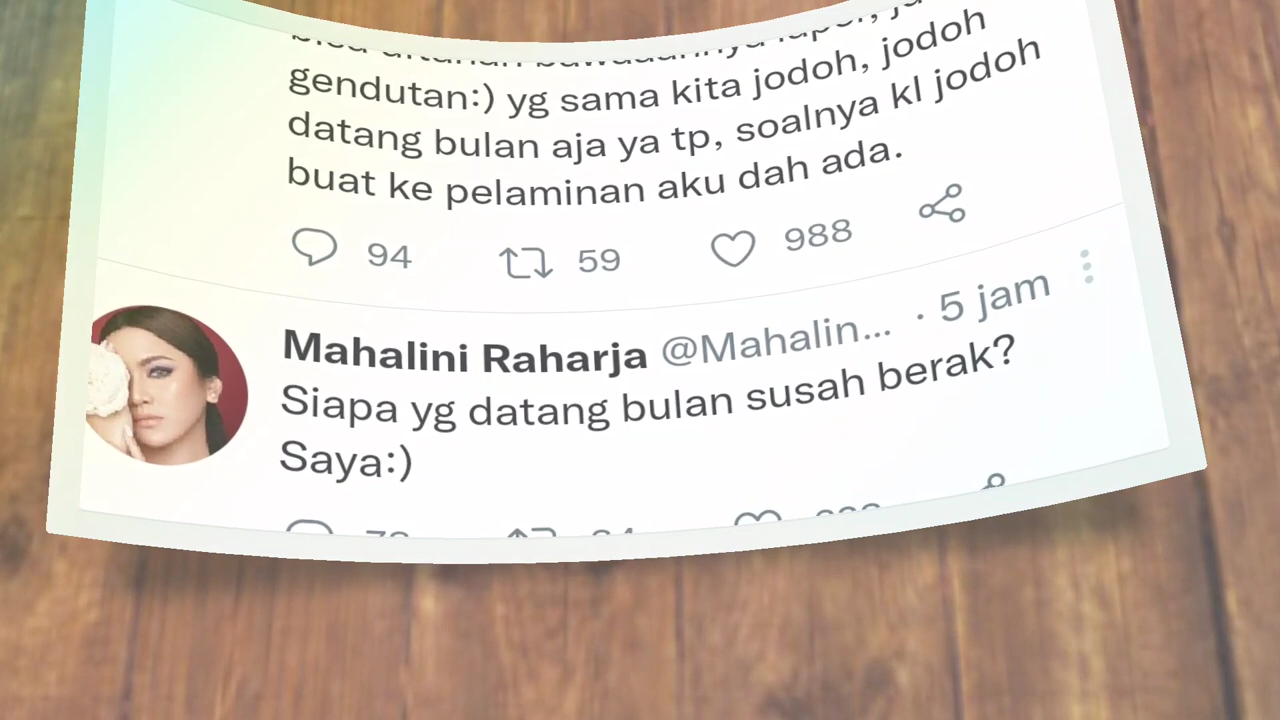 gendutan:) yg sama kita jodoh, jodoh
datang bulan aja ya tp, soalnya kl jodoh
buat ke pelaminan aku dah ada.
94 59 988
Mahalini Raharja @Mahalin... · 5 jam
Siapa yg datang bulan susah berak?
Saya:)